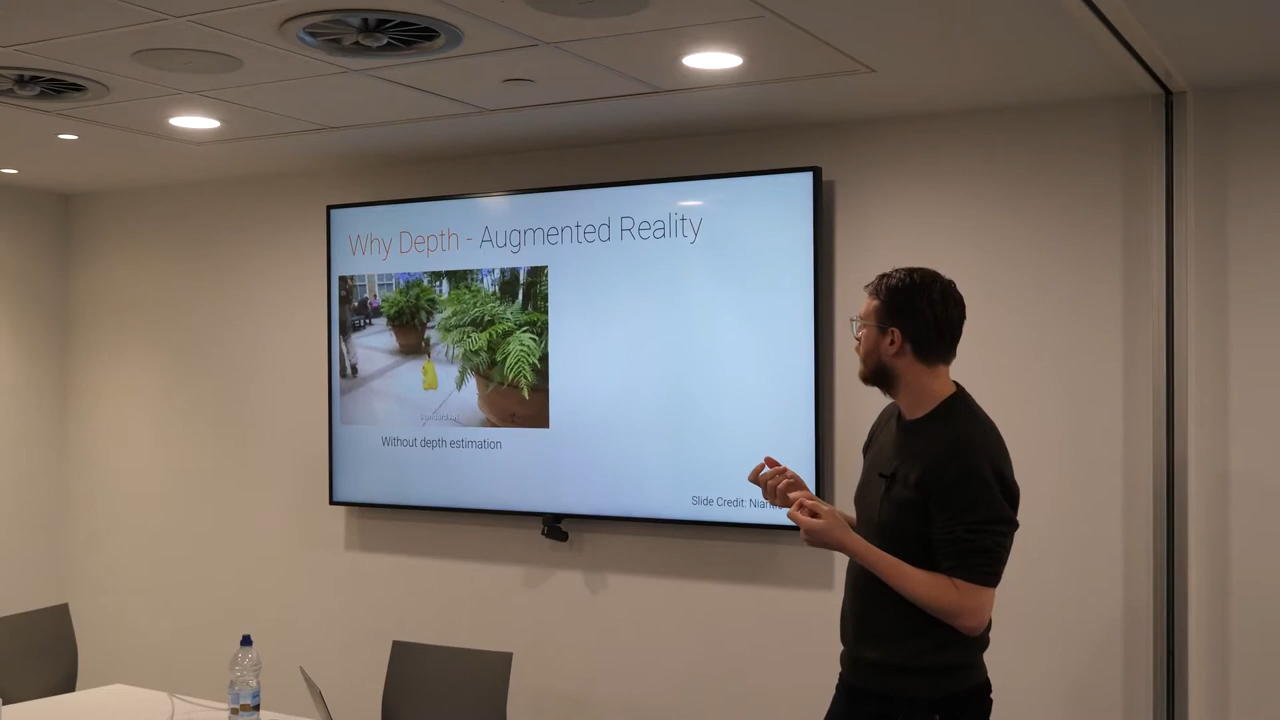 Why Depth - Augmented Reality
Without depth estimation
Slide Credit: